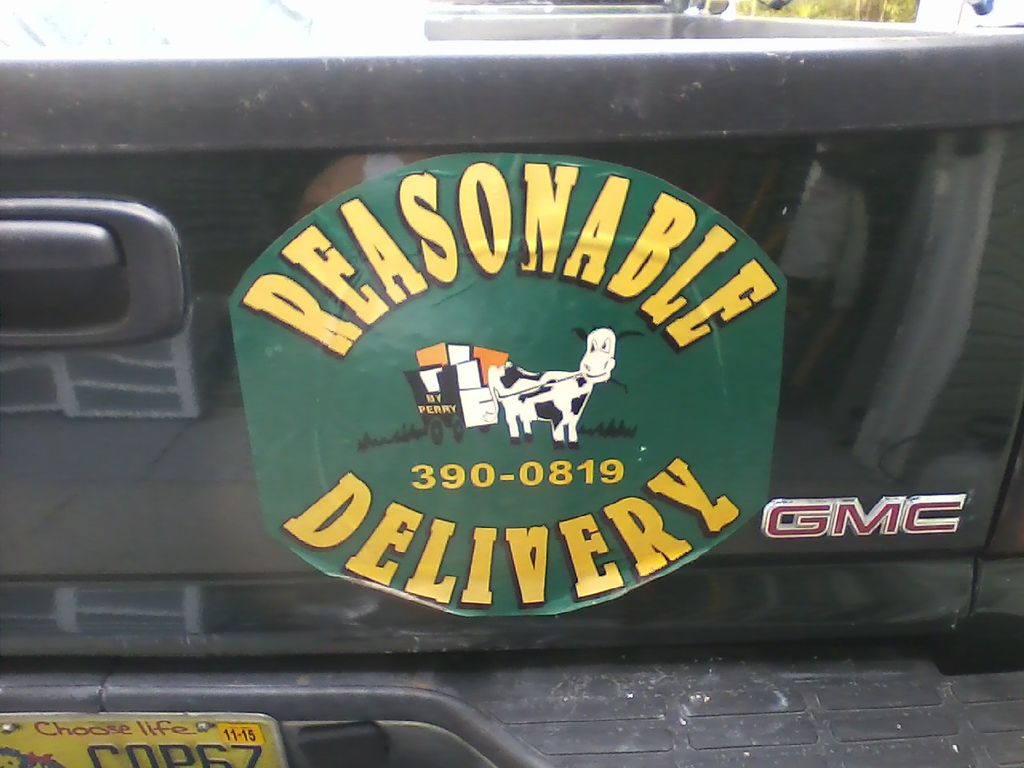 REASONABLE
BY
PERRY
390-0819
DELIVERY
GMC
Choose life
11-15